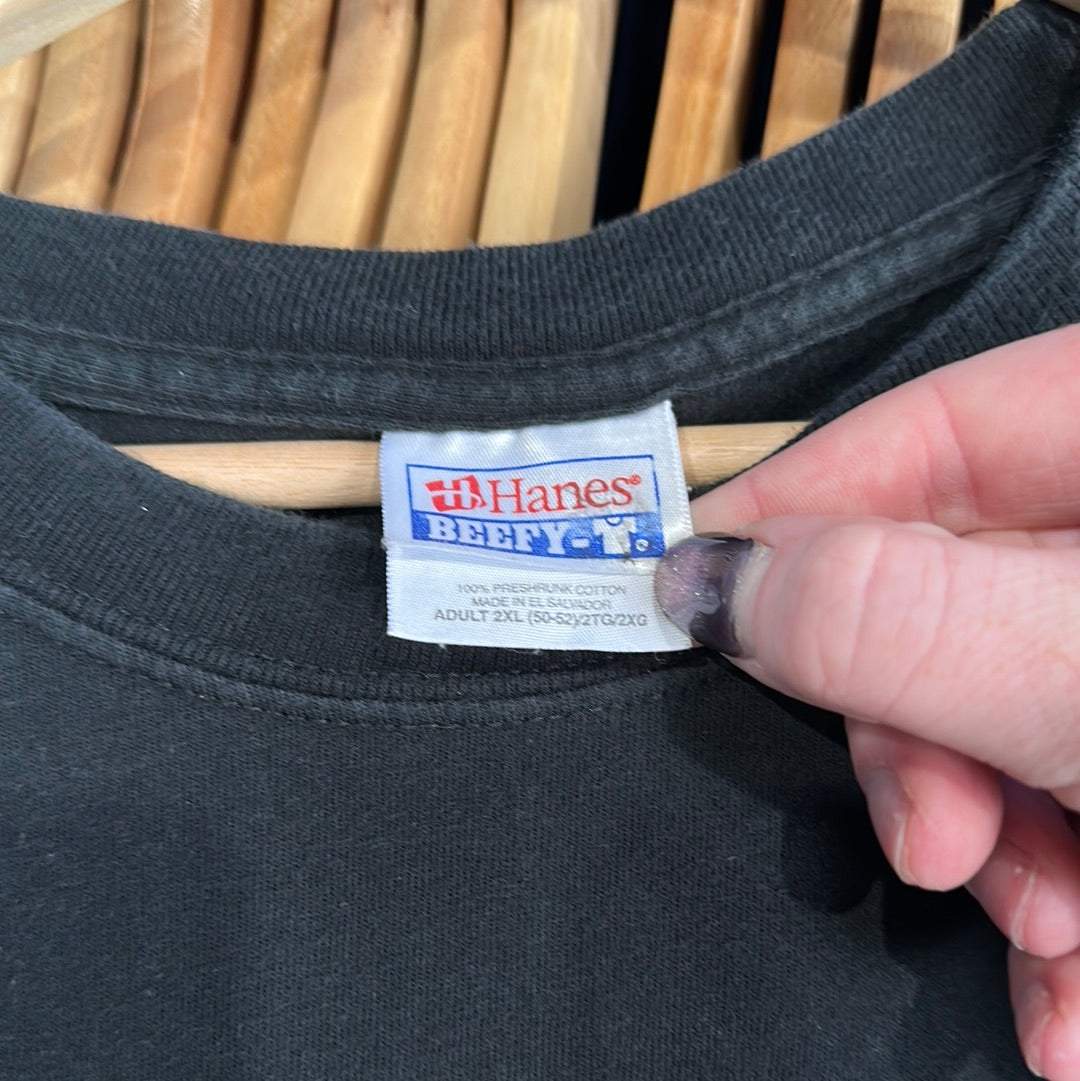 Hanes®
BEEFY-T®
100% PRESHRUNK COTTON
MADE IN EL SALVADOR
ADULT 2XL (50-52)/2TG/2XG